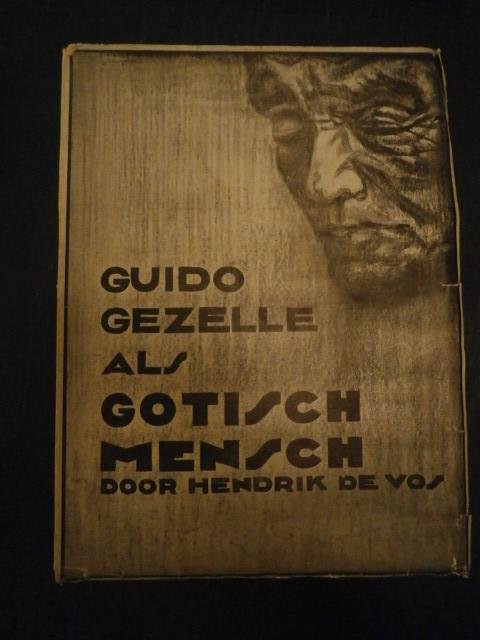 GUIDO
GEZELLE
ALS
GOTISCH
MENSCH
DOOR HENDRIK DE VOS